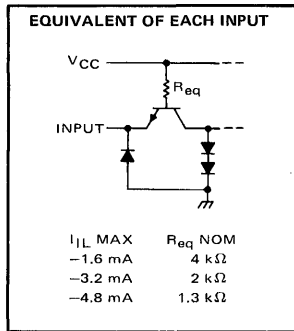 EQUIVALENT OF EACH INPUT
VCC
Req
INPUT
IIL MAX Req NOM
−1.6 mA 4 kΩ
−3.2 mA 2 kΩ
−4.8 mA 1.3 kΩ